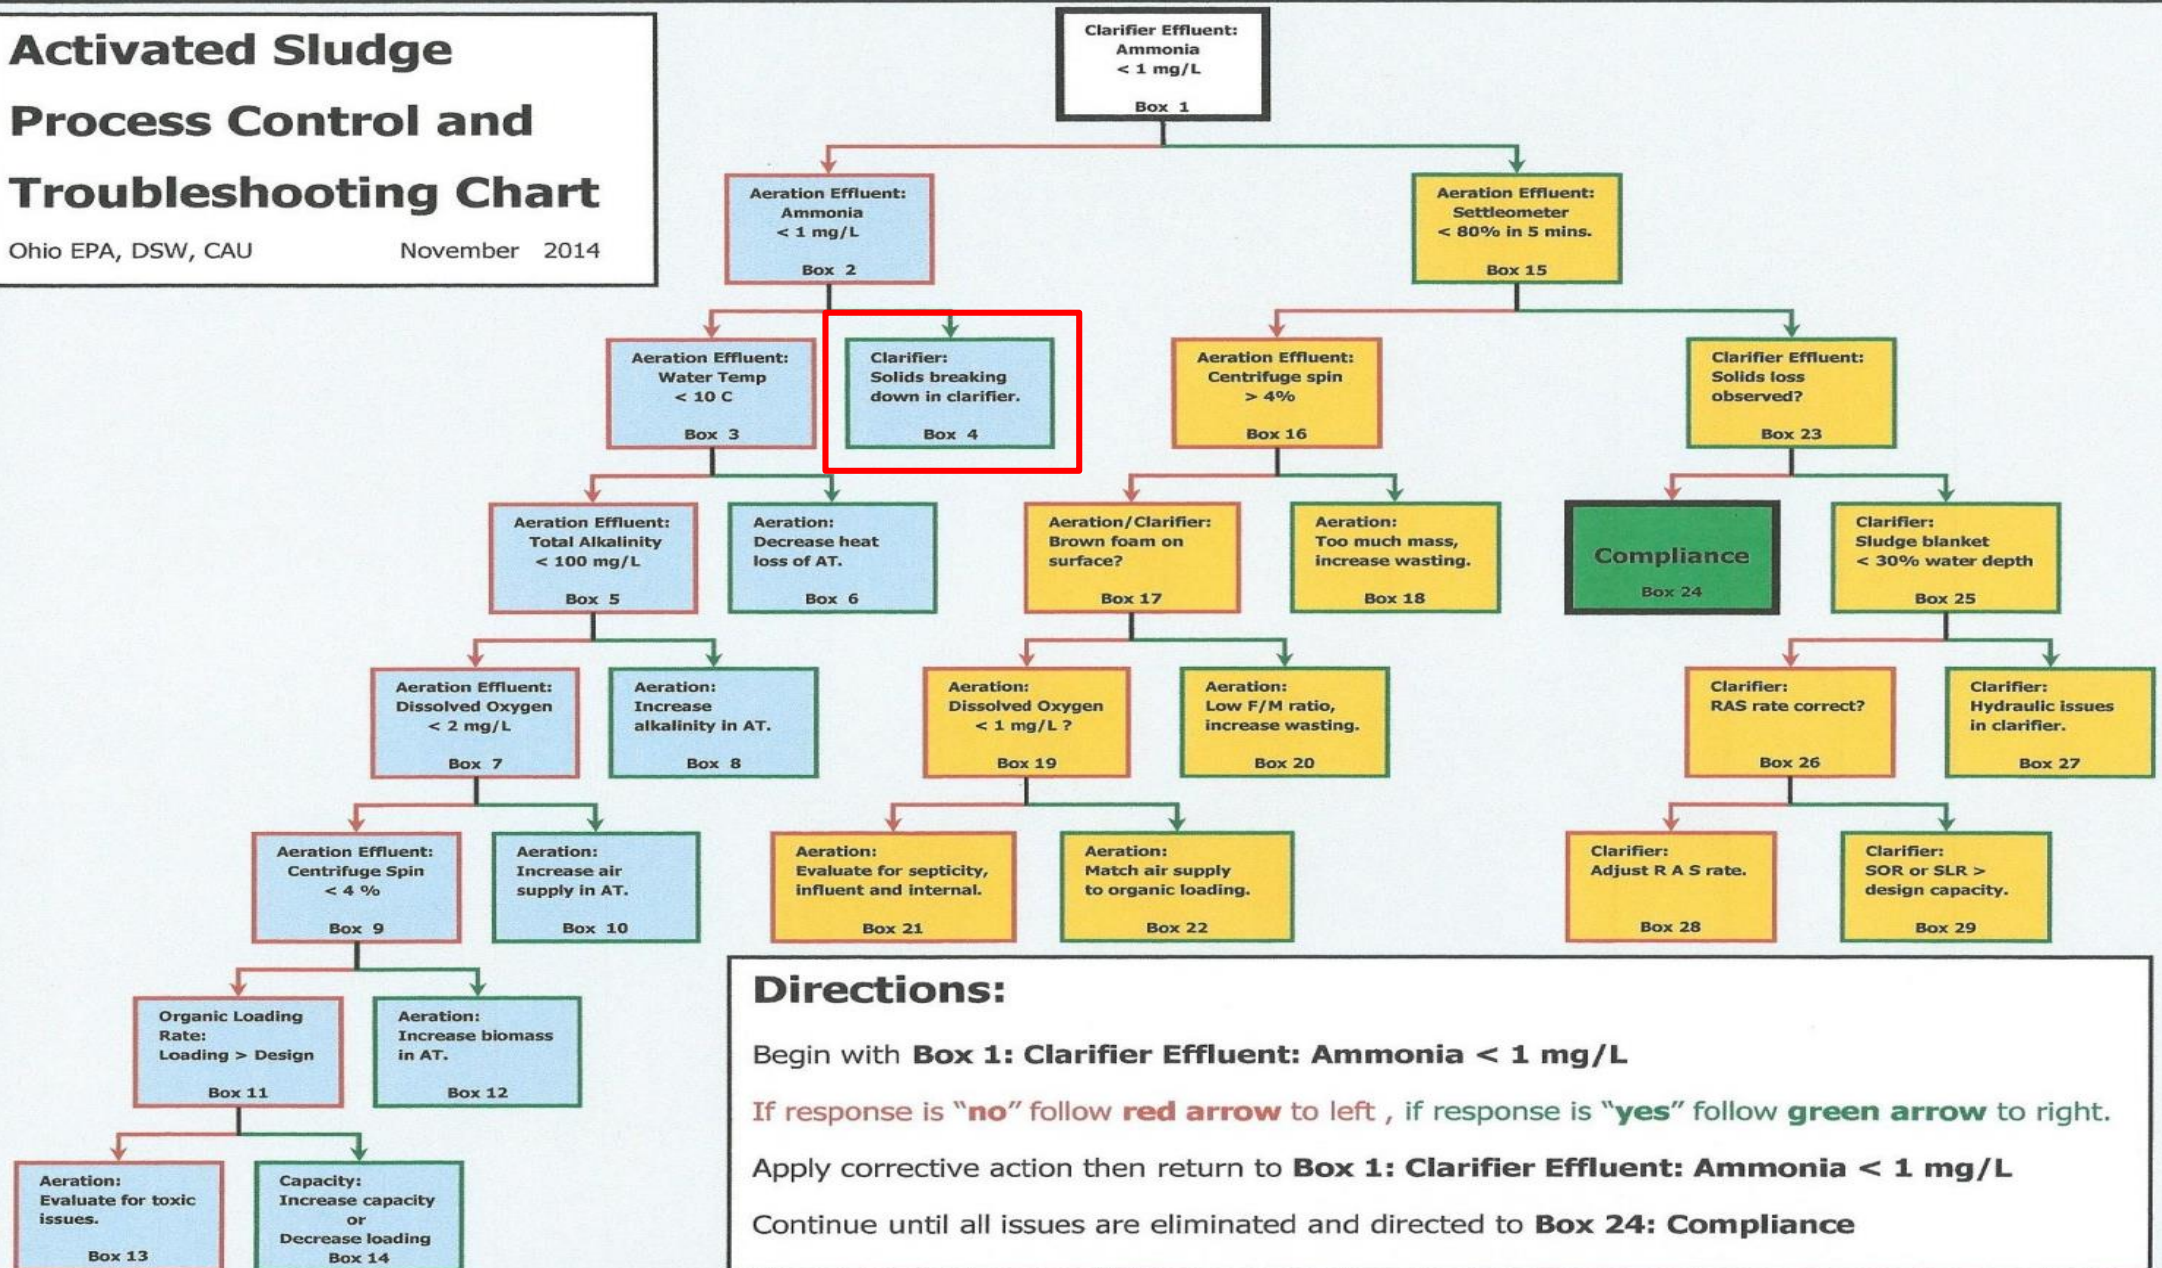 Activated Sludge
Process Control and
Troubleshooting Chart
Ohio EPA, DSW, CAU November 2014
Clarifier Effluent:
Ammonia
< 1 mg/L
Box 1
Aeration Effluent:
Ammonia
< 1 mg/L
Box 2
Aeration Effluent:
Settleometer
< 80% in 5 mins.
Box 15
Aeration Effluent:
Water Temp
< 10 C
Box 3
Clarifier:
Solids breaking
down in clarifier.
Box 4
Aeration Effluent:
Centrifuge spin
> 4%
Box 16
Clarifier Effluent:
Solids loss
observed?
Box 23
Aeration Effluent:
Total Alkalinity
< 100 mg/L
Box 5
Aeration:
Decrease heat
loss of AT.
Box 6
Aeration/Clarifier:
Brown foam on
surface?
Box 17
Aeration:
Too much mass,
increase wasting.
Box 18
Compliance
Box 24
Clarifier:
Sludge blanket
< 30% water depth
Box 25
Aeration Effluent:
Dissolved Oxygen
< 2 mg/L
Box 7
Aeration:
Increase
alkalinity in AT.
Box 8
Aeration:
Dissolved Oxygen
< 1 mg/L ?
Box 19
Aeration:
Low F/M ratio,
increase wasting.
Box 20
Clarifier:
RAS rate correct?
Box 26
Clarifier:
Hydraulic issues
in clarifier.
Box 27
Aeration Effluent:
Centrifuge Spin
< 4 %
Box 9
Aeration:
Increase air
supply in AT.
Box 10
Aeration:
Evaluate for septicity,
influent and internal.
Box 21
Aeration:
Match air supply
to organic loading.
Box 22
Clarifier:
Adjust R A S rate.
Box 28
Clarifier:
SOR or SLR >
design capacity.
Box 29
Organic Loading
Rate:
Loading > Design
Box 11
Aeration:
Increase biomass
in AT.
Box 12
Aeration:
Evaluate for toxic
issues.
Box 13
Capacity:
Increase capacity
or
Decrease loading
Box 14
Directions:
Begin with Box 1: Clarifier Effluent: Ammonia < 1 mg/L
If response is “no” follow red arrow to left , if response is “yes” follow green arrow to right.
Apply corrective action then return to Box 1: Clarifier Effluent: Ammonia < 1 mg/L
Continue until all issues are eliminated and directed to Box 24: Compliance